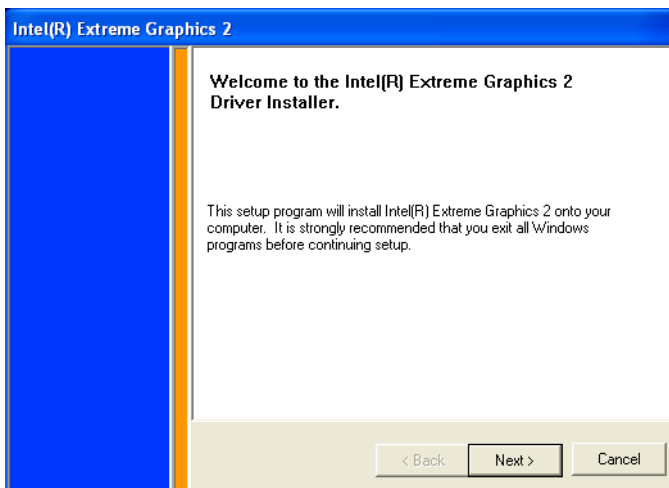 Intel(R) Extreme Graphics 2
Welcome to the Intel(R) Extreme Graphics 2
Driver Installer.
This setup program will install Intel(R) Extreme Graphics 2 onto your
computer. It is strongly recommended that you exit all Windows
programs before continuing setup.
< Back
Next >
Cancel